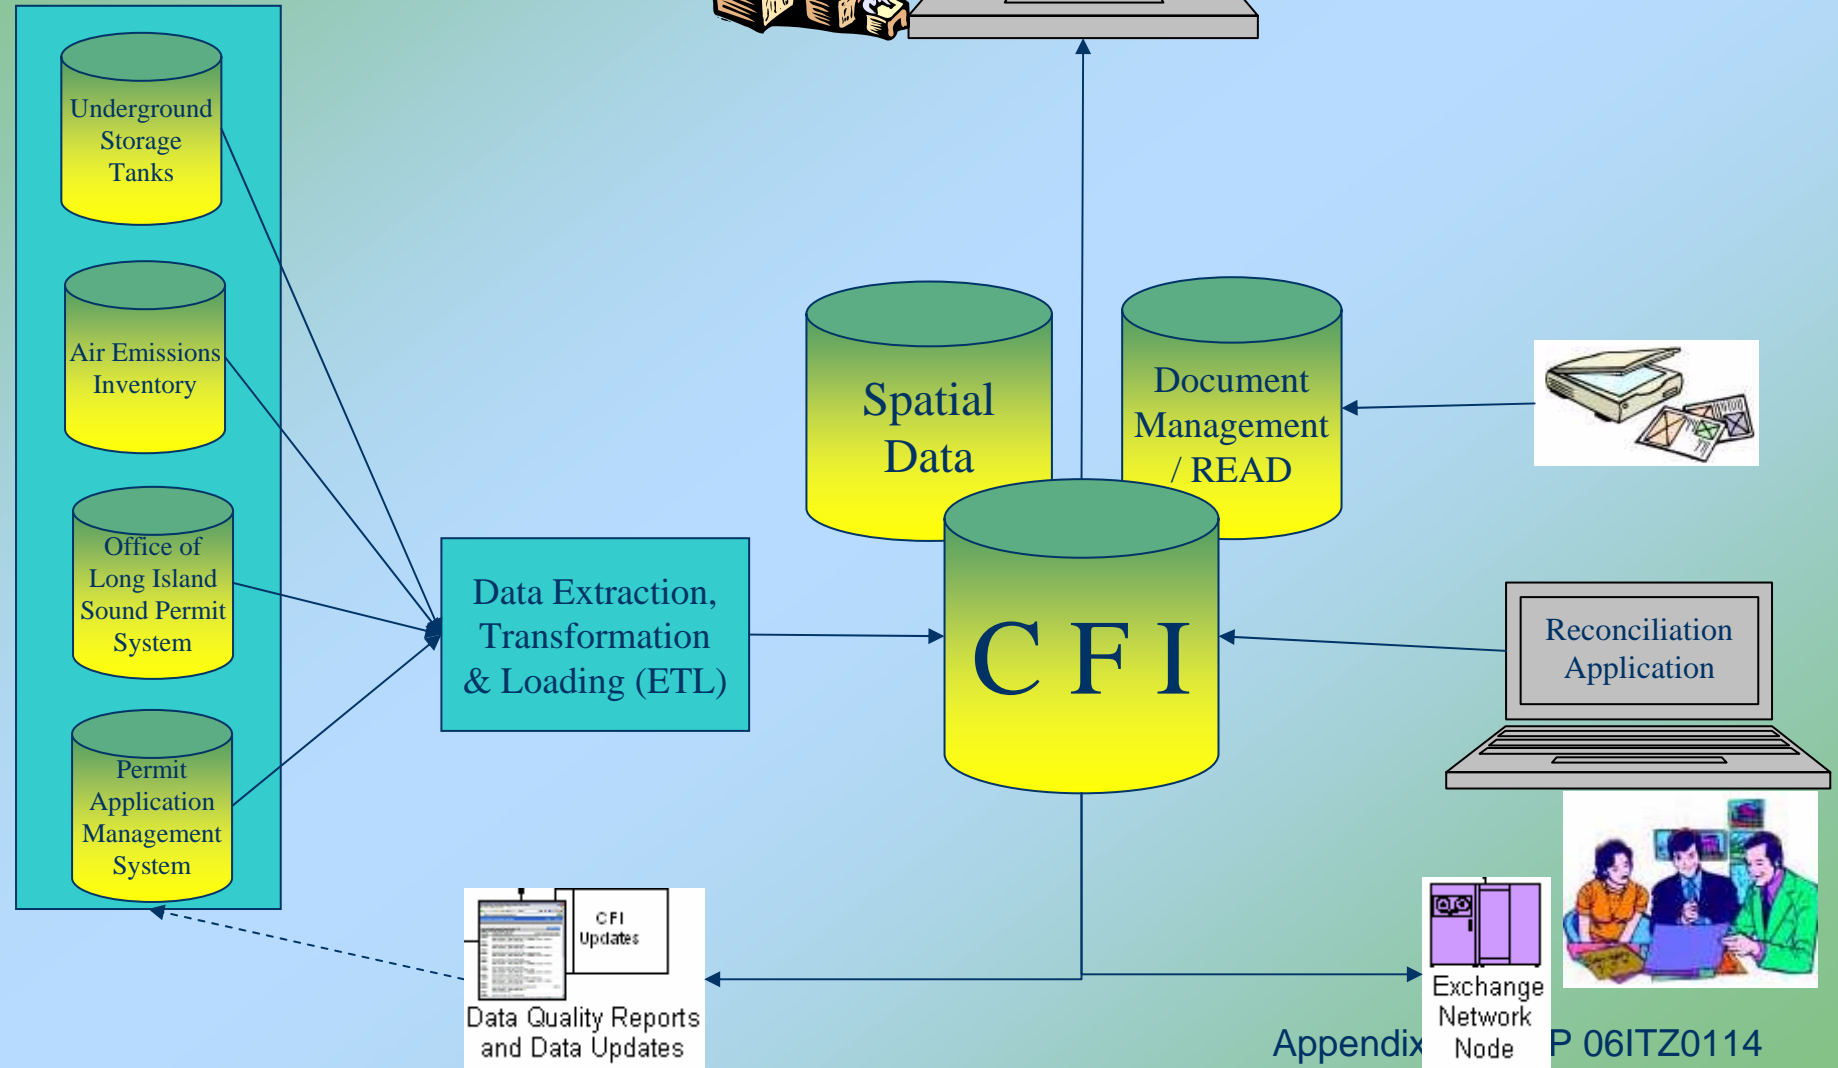 Underground
Storage
Tanks
Air Emissions
Inventory
Office of
Long Island
Sound Permit
System
Permit
Application
Management
System
Data Extraction,
Transformation
& Loading (ETL)
Spatial
Data
Document
Management
/ READ
C F I
Reconciliation
Application
CFI
Updates
Data Quality Reports
and Data Updates
Exchange
Network
Node
Appendix P 06ITZ0114